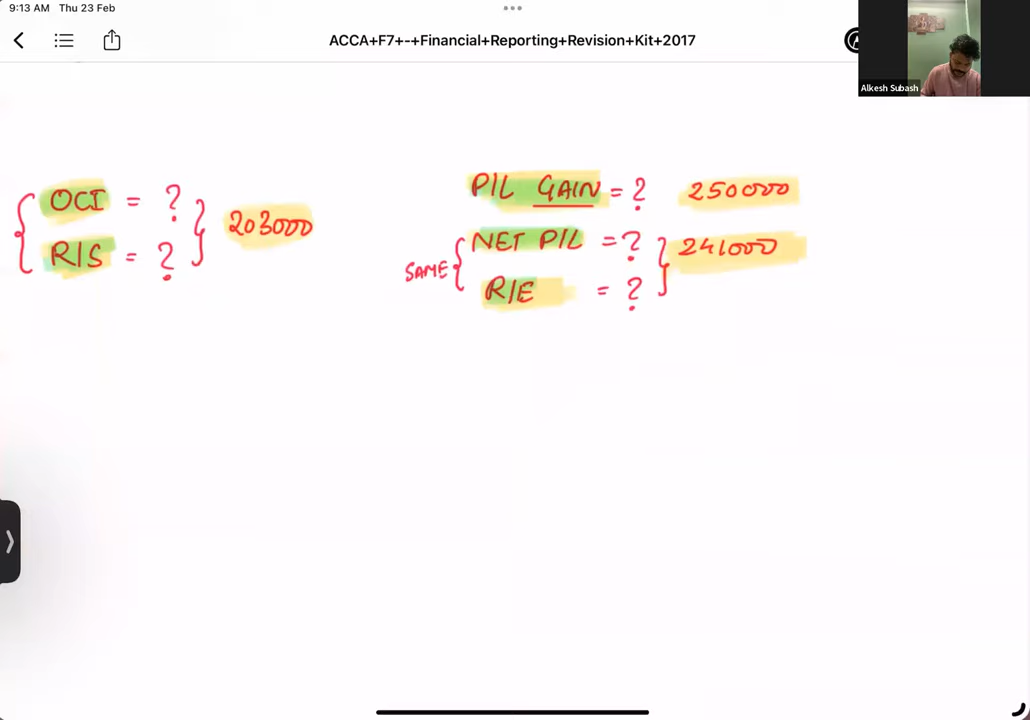 9:13 AM Thu 23 Feb
ACCA+F7+-+Financial+Reporting+Revision+Kit+2017
Alkesh Subash
OCI = ?
RIS = ?
203000
P/L GAIN = ? 250000
NET P/L = ?
R/E = ?
SAME
241000